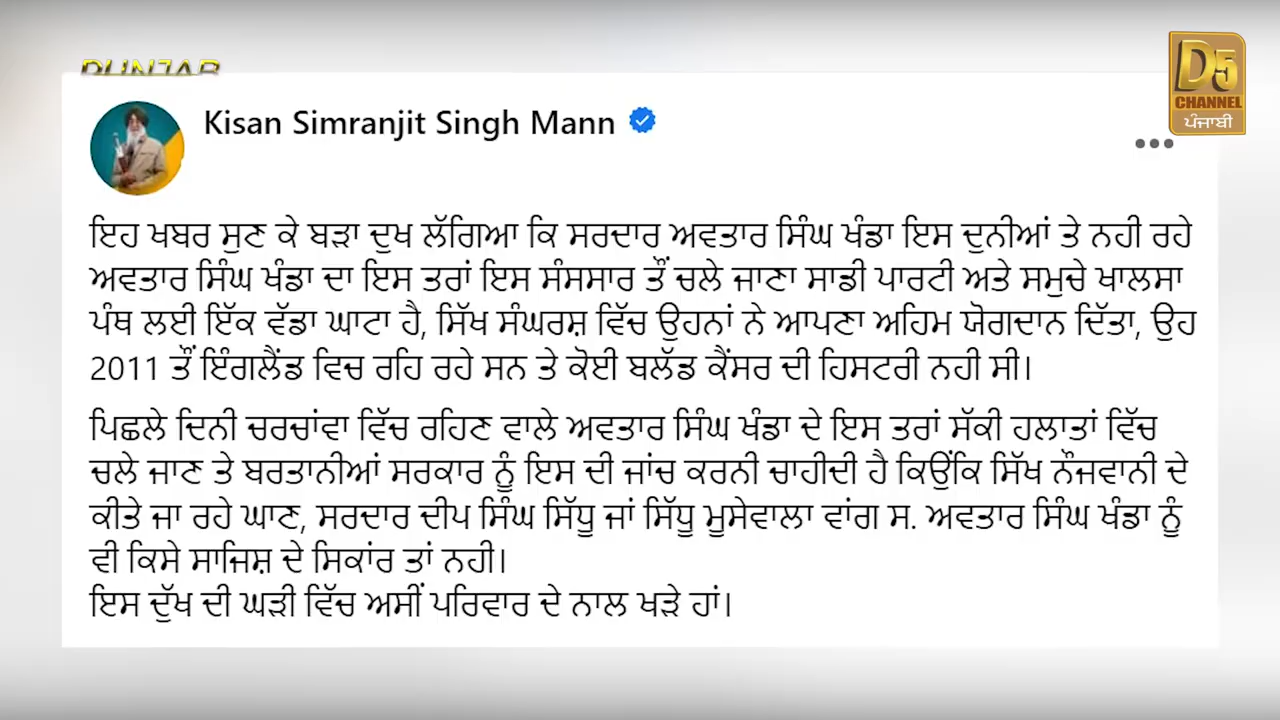 PUNJAB
D5
CHANNEL
ਪੰਜਾਬੀ
Kisan Simranjit Singh Mann
ਇਹ ਖਬਰ ਸੁਣ ਕੇ ਬੜਾ ਦੁਖ ਲੱਗਿਆ ਕਿ ਸਰਦਾਰ ਅਵਤਾਰ ਸਿੰਘ ਖੰਡਾ ਇਸ ਦੁਨੀਆਂ ਤੇ ਨਹੀ ਰਹੇ
ਅਵਤਾਰ ਸਿੰਘ ਖੰਡਾ ਦਾ ਇਸ ਤਰਾਂ ਇਸ ਸੰਸਸਾਰ ਤੋਂ ਚਲੇ ਜਾਣਾ ਸਾਡੀ ਪਾਰਟੀ ਅਤੇ ਸਮੁਚੇ ਖਾਲਸਾ
ਪੰਥ ਲਈ ਇੱਕ ਵੱਡਾ ਘਾਟਾ ਹੈ, ਸਿੱਖ ਸੰਘਰਸ਼ ਵਿੱਚ ਉਹਨਾਂ ਨੇ ਆਪਣਾ ਅਹਿਮ ਯੋਗਦਾਨ ਦਿੱਤਾ, ਉਹ
2011 ਤੋਂ ਇੰਗਲੈਂਡ ਵਿਚ ਰਹਿ ਰਹੇ ਸਨ ਤੇ ਕੋਈ ਬਲੱਡ ਕੈਂਸਰ ਦੀ ਹਿਸਟਰੀ ਨਹੀ ਸੀ।
ਪਿਛਲੇ ਦਿਨੀ ਚਰਚਾਂਵਾ ਵਿੱਚ ਰਹਿਣ ਵਾਲੇ ਅਵਤਾਰ ਸਿੰਘ ਖੰਡਾ ਦੇ ਇਸ ਤਰਾਂ ਸੱਕੀ ਹਲਾਤਾਂ ਵਿੱਚ
ਚਲੇ ਜਾਣ ਤੇ ਬਰਤਾਨੀਆਂ ਸਰਕਾਰ ਨੂੰ ਇਸ ਦੀ ਜਾਂਚ ਕਰਨੀ ਚਾਹੀਦੀ ਹੈ ਕਿਉਂਕਿ ਸਿੱਖ ਨੌਜਵਾਨੀ ਦੇ
ਕੀਤੇ ਜਾ ਰਹੇ ਘਾਣ, ਸਰਦਾਰ ਦੀਪ ਸਿੰਘ ਸਿੱਧੂ ਜਾਂ ਸਿੱਧੂ ਮੂਸੇਵਾਲਾ ਵਾਂਗ ਸ. ਅਵਤਾਰ ਸਿੰਘ ਖੰਡਾ ਨੂੰ
ਵੀ ਕਿਸੇ ਸਾਜਿਸ਼ ਦੇ ਸਿਕਾਂਰ ਤਾਂ ਨਹੀ।
ਇਸ ਦੁੱਖ ਦੀ ਘੜੀ ਵਿੱਚ ਅਸੀਂ ਪਰਿਵਾਰ ਦੇ ਨਾਲ ਖੜੇ ਹਾਂ।